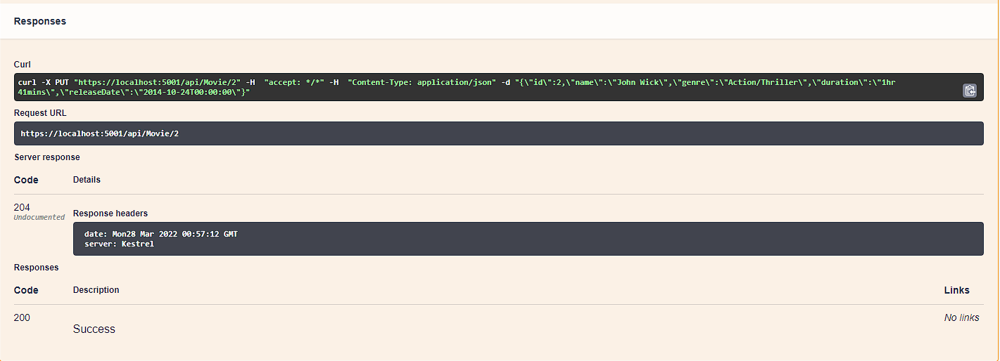 Responses
Curl
curl -X PUT "https://localhost:5001/api/Movie/2" -H  "accept: */*" -H  "Content-Type: application/json" -d "{\"id\":2,\"name\":\"John Wick\",\"genre\":\"Action/Thriller\",\"duration\":\"1hr
41mins\",\"releaseDate\":\"2014-10-24T00:00:00\"}"
Request URL
https://localhost:5001/api/Movie/2
Server response
Code Details
204
Undocumented
Response headers
date: Mon28 Mar 2022 00:57:12 GMT
server: Kestrel
Responses
Code Description Links
200 No links
Success